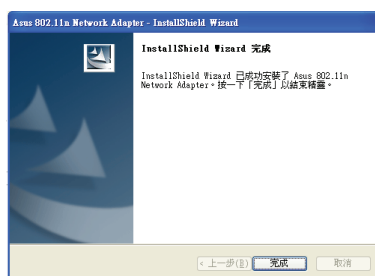 Asus 802.11n Network Adapter - InstallShield Wizard
InstallShield Wizard 完成
InstallShield Wizard 已成功安裝了 Asus 802.11n
Network Adapter。按一下「完成」以結束精靈。
< 上一步(B) 完成 取消